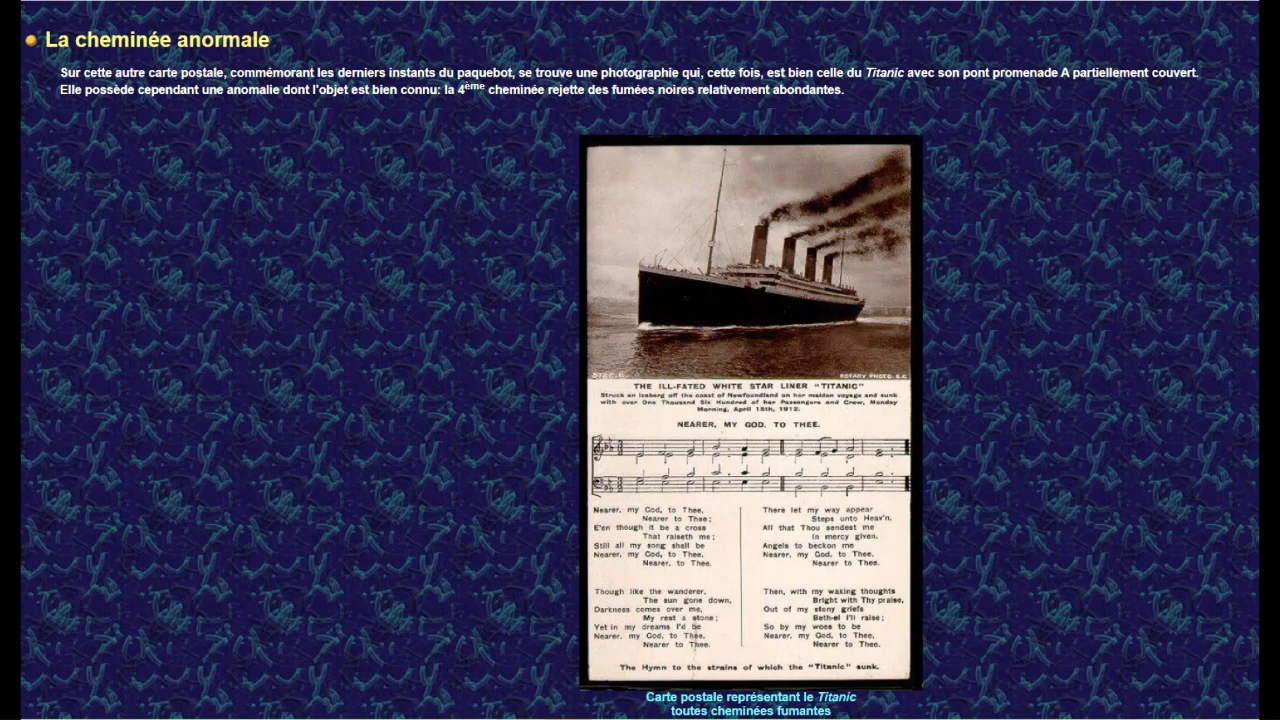 La cheminée anormale
Sur cette autre carte postale, commémorant les derniers instants du paquebot, se trouve une photographie qui, cette fois, est bien celle du Titanic avec son pont promenade A partiellement couvert.
Elle possède cependant une anomalie dont l'objet est bien connu: la 4ème cheminée rejette des fumées noires relativement abondantes.
ROTARY PHOTO. E.C.
THE ILL-FATED WHITE STAR LINER "TITANIC"
Struck an iceberg off the coast of Newfoundland on her maiden voyage and sunk
with over One Thousand Six Hundred of her Passengers and Crew, Monday
Morning, April 15th, 1912.
NEARER, MY GOD, TO THEE.
Nearer, my God, to Thee,
Nearer to Thee;
E'en though it be a cross
That raiseth me;
Still all my song shall be
Nearer, my God, to Thee,
Nearer, to Thee.
Though like the wanderer,
The sun gone down,
Darkness comes over me,
My rest a stone;
Yet in my dreams I'd be
Nearer, my God, to Thee,
Nearer to Thee.
There let my way appear
Steps unto Heav'n.
All that Thou sendest me
In mercy given.
Angels to beckon me
Nearer, my God, to Thee,
Nearer to Thee.
Then, with my waking thoughts
Bright with Thy praise,
Out of my stony griefs
Beth-el I'll raise;
So by my woes to be
Nearer, my God, to Thee,
Nearer to Thee.
The Hymn to the strains of which the "Titanic" sunk.
Carte postale représentant le Titanic
toutes cheminées fumantes